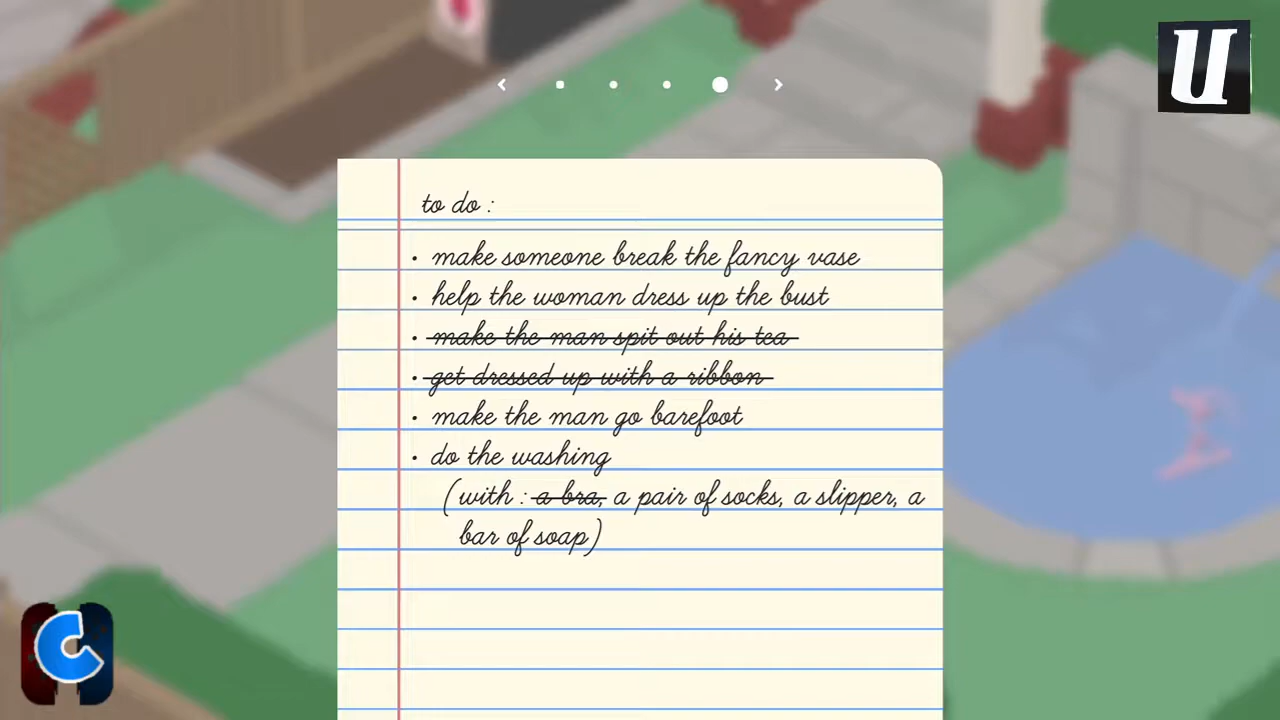 U
to do :
• make someone break the fancy vase
• help the woman dress up the bust
• make the man spit out his tea
• get dressed up with a ribbon
• make the man go barefoot
• do the washing
(with : a bra, a pair of socks, a slipper, a
bar of soap)
C